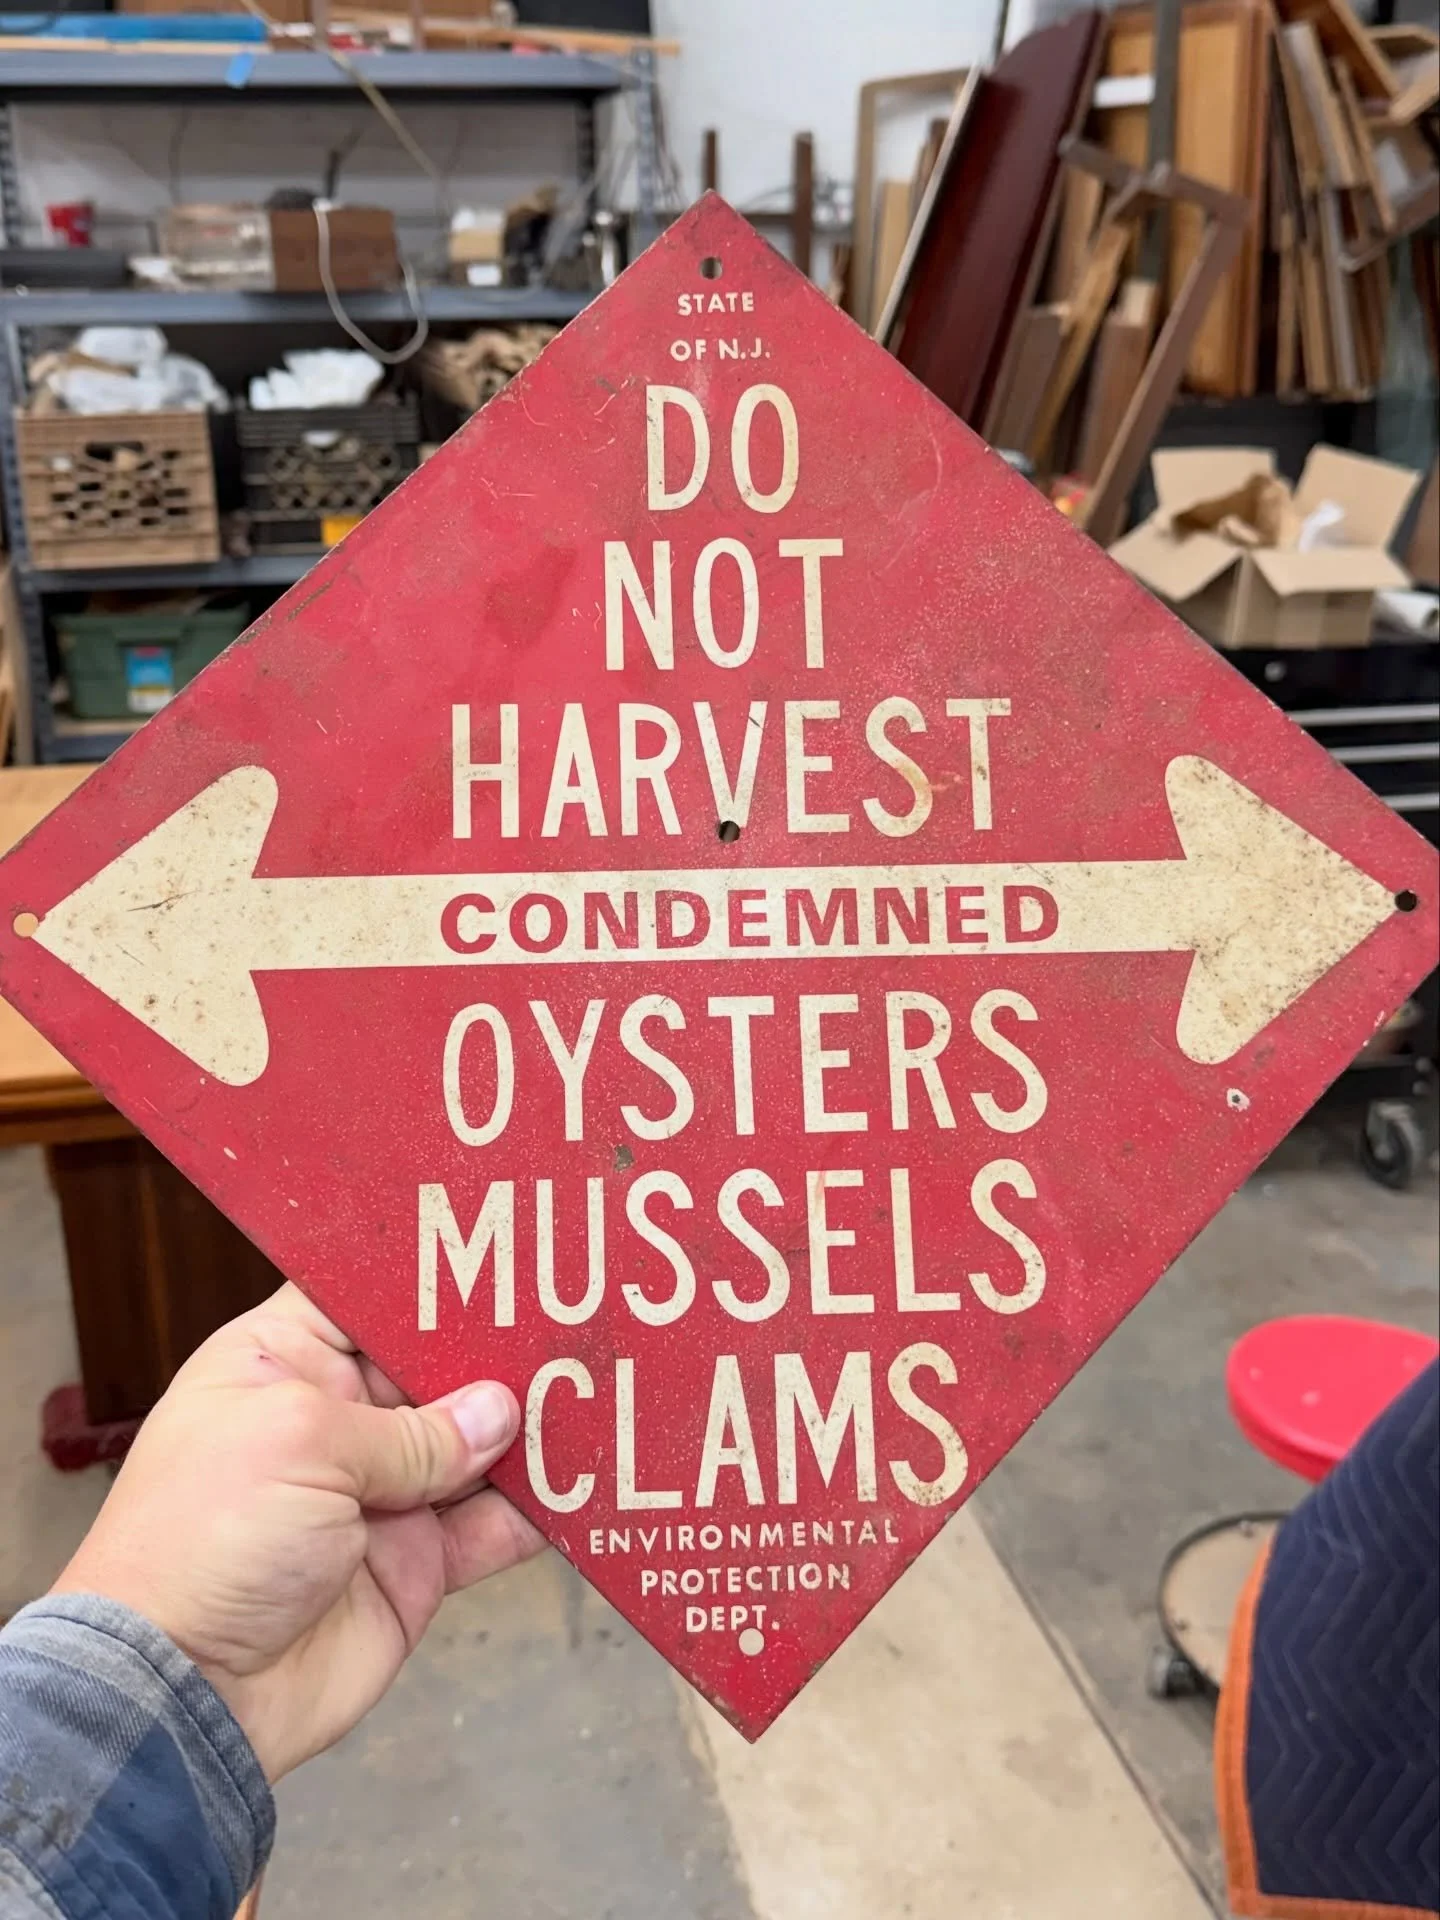 STATE
OF N.J.
DO
NOT
HARVEST
CONDEMNED
OYSTERS
MUSSELS
CLAMS
ENVIRONMENTAL
PROTECTION
DEPT.